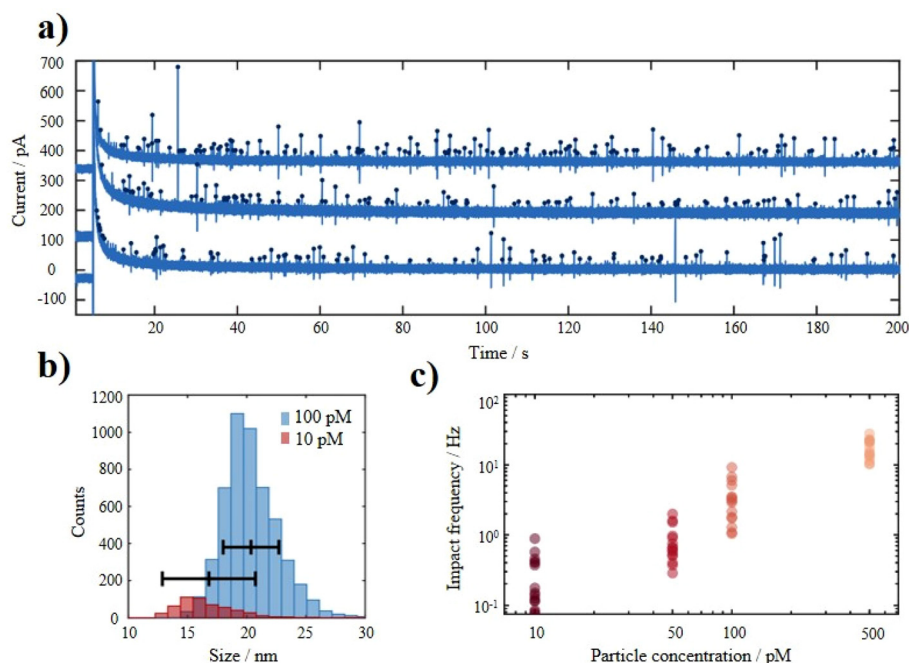 a)
700
600
500
400
300
200
100
0
-100
Current / pA
20 40 60 80 100 120 140 160 180 200
Time / s
b)
1200
1000
800
600
400
200
0
Counts
100 pM
10 pM
10 15 20 25 30
Size / nm
c)
10²
10¹
10⁰
10⁻¹
Impact frequency / Hz
10 50 100 500
Particle concentration / pM